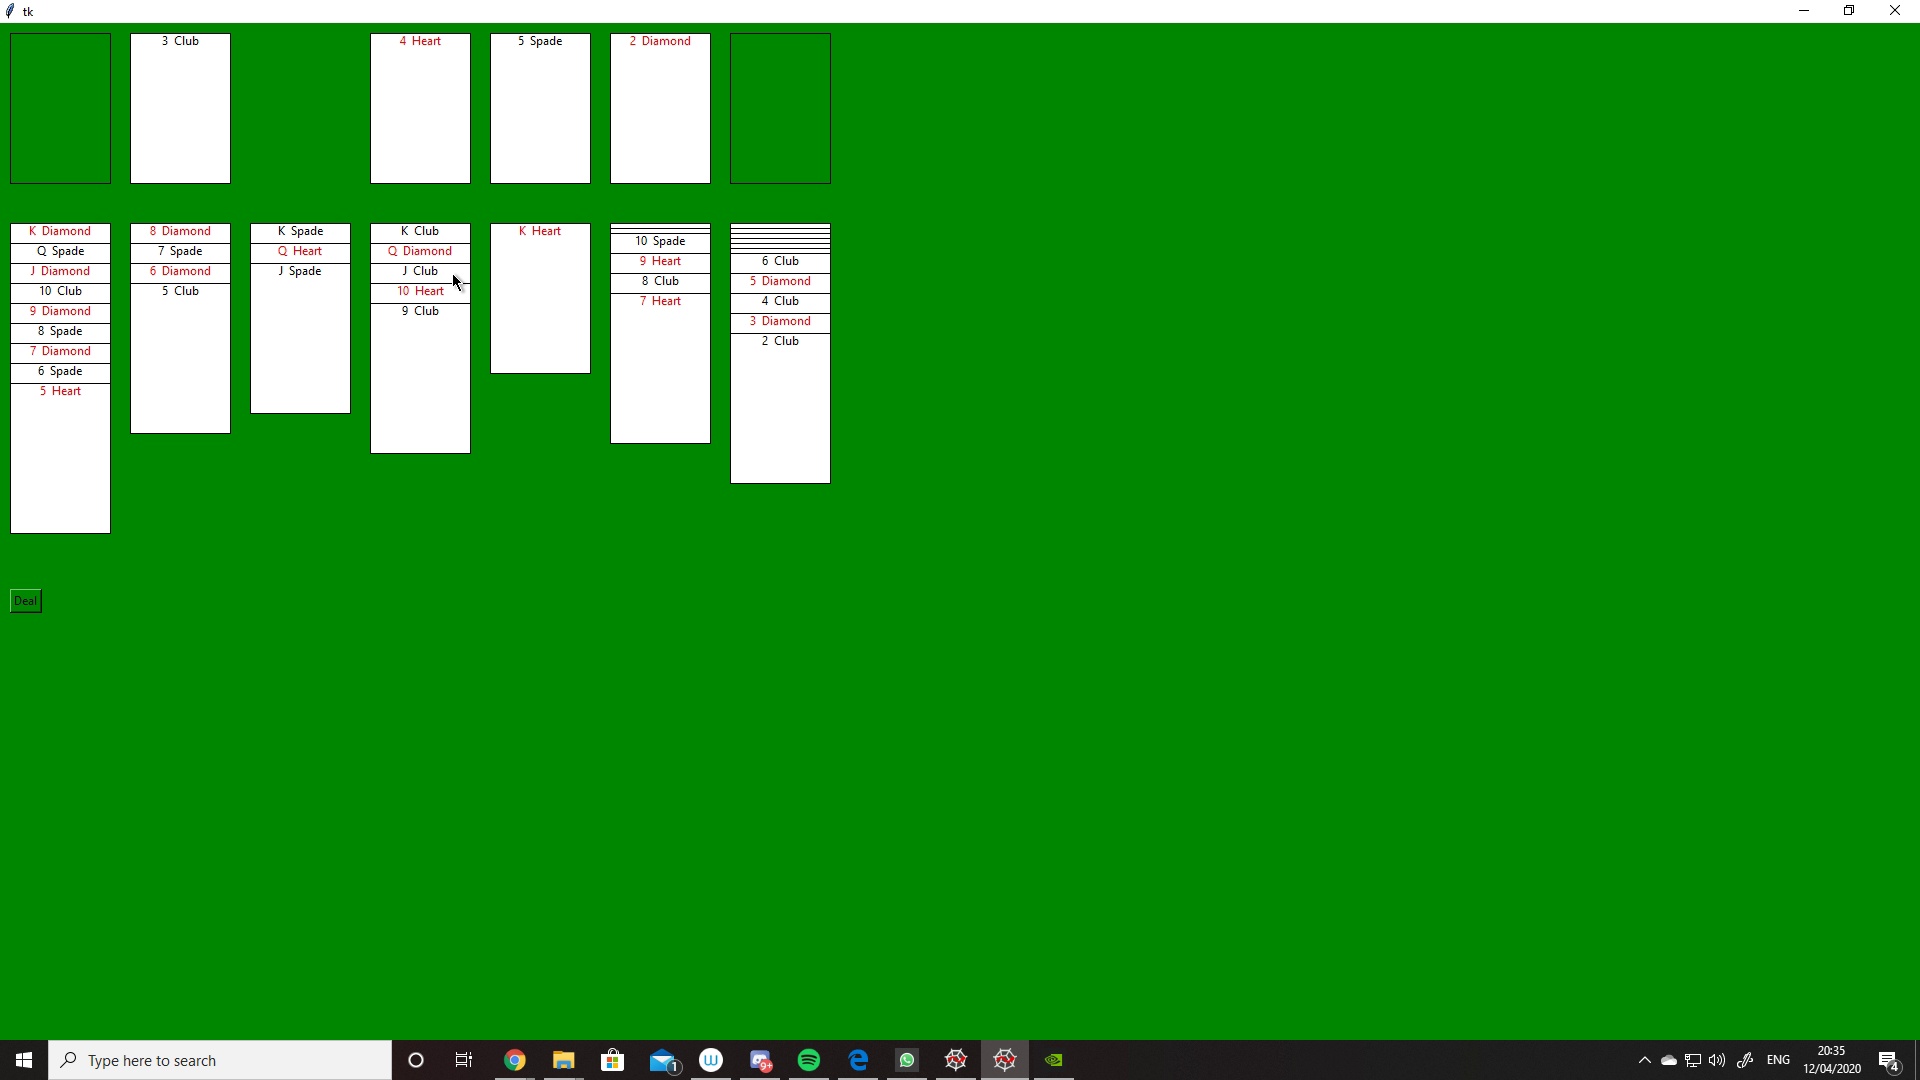 tk
3 Club
4 Heart
5 Spade
2 Diamond
K Diamond
Q Spade
J Diamond
10 Club
9 Diamond
8 Spade
7 Diamond
6 Spade
5 Heart
8 Diamond
7 Spade
6 Diamond
5 Club
K Spade
Q Heart
J Spade
K Club
Q Diamond
J Club
10 Heart
9 Club
K Heart
10 Spade
9 Heart
8 Club
7 Heart
6 Club
5 Diamond
4 Club
3 Diamond
2 Club
Deal
Type here to search
1
W
9+
ENG
20:35
12/04/2020
4